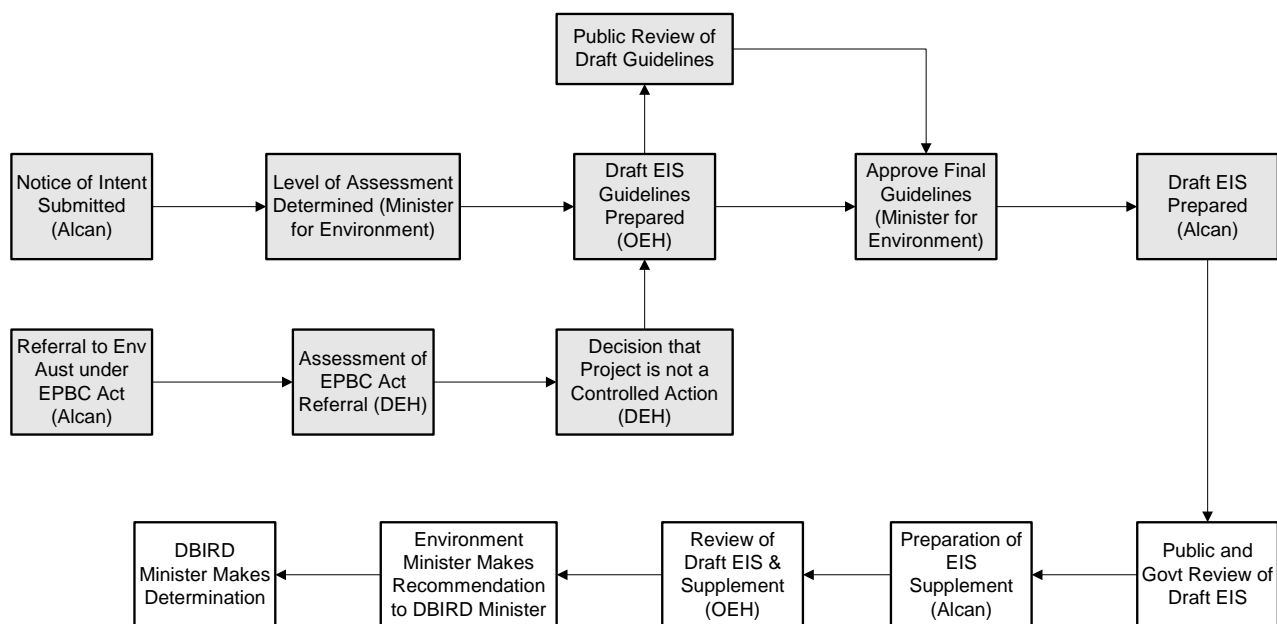 Public Review of
Draft Guidelines
Notice of Intent
Submitted
(Alcan)
Level of Assessment
Determined (Minister
for Environment)
Draft EIS
Guidelines
Prepared
(OEH)
Approve Final
Guidelines
(Minister for
Environment)
Draft EIS
Prepared
(Alcan)
Referral to Env
Aust under
EPBC Act
(Alcan)
Assessment of
EPBC Act
Referral (DEH)
Decision that
Project is not a
Controlled Action
(DEH)
DBIRD
Minister Makes
Determination
Environment
Minister Makes
Recommendation
to DBIRD Minister
Review of
Draft EIS &
Supplement
(OEH)
Preparation of
EIS
Supplement
(Alcan)
Public and
Govt Review of
Draft EIS